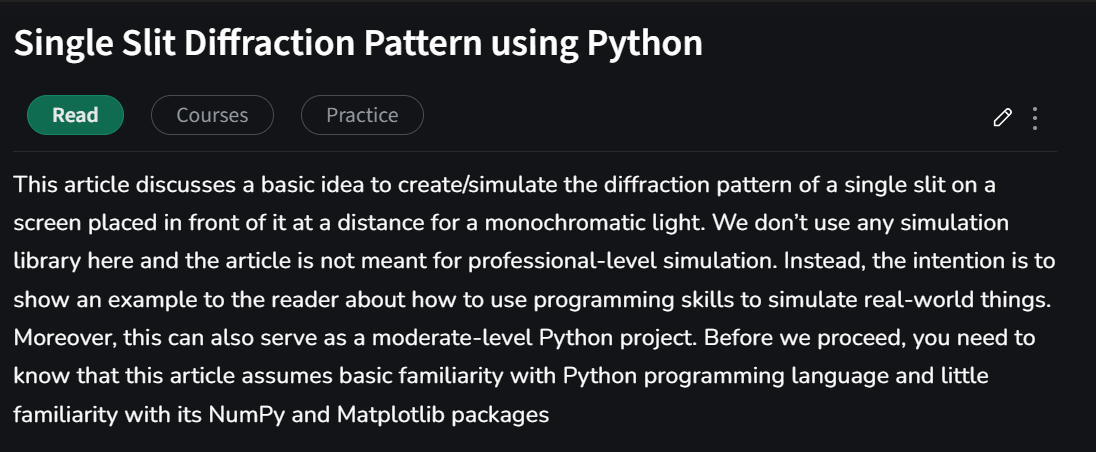 Single Slit Diffraction Pattern using Python
Read
Courses
Practice
This article discusses a basic idea to create/simulate the diffraction pattern of a single slit on a
screen placed in front of it at a distance for a monochromatic light. We don’t use any simulation
library here and the article is not meant for professional-level simulation. Instead, the intention is to
show an example to the reader about how to use programming skills to simulate real-world things.
Moreover, this can also serve as a moderate-level Python project. Before we proceed, you need to
know that this article assumes basic familiarity with Python programming language and little
familiarity with its NumPy and Matplotlib packages